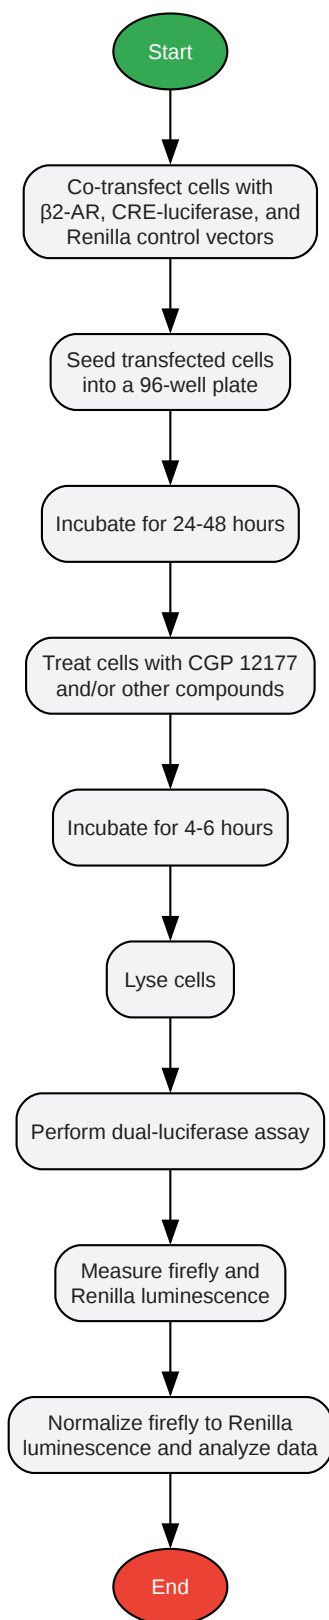 Start
Co-transfect cells with
β2-AR, CRE-luciferase, and
Renilla control vectors
Seed transfected cells
into a 96-well plate
Incubate for 24-48 hours
Treat cells with CGP 12177
and/or other compounds
Incubate for 4-6 hours
Lyse cells
Perform dual-luciferase assay
Measure firefly and
Renilla luminescence
Normalize firefly to Renilla
luminescence and analyze data
End